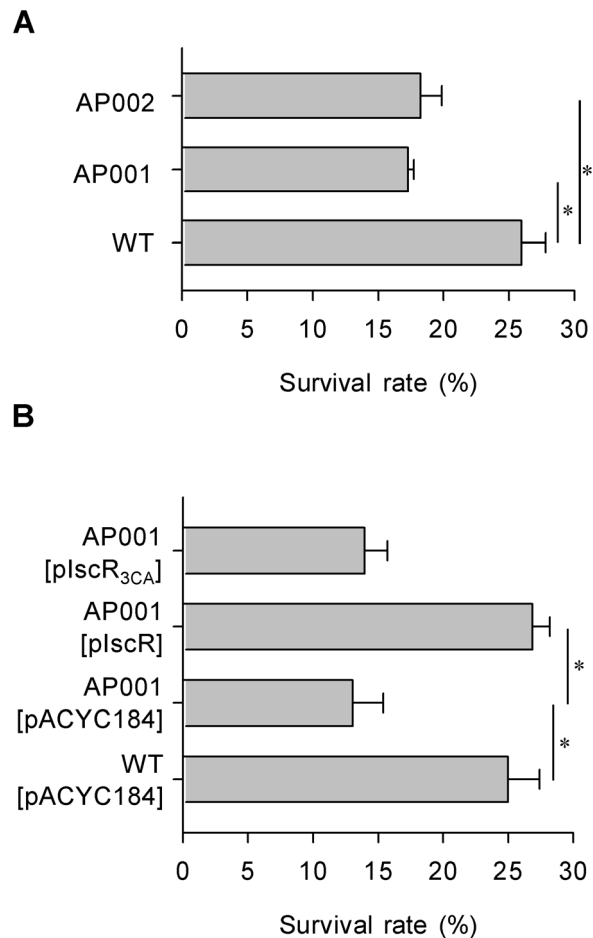 A
AP002
AP001
WT
*
*
0 5 10 15 20 25 30
Survival rate (%)
B
AP001
[pIscR3CA]
AP001
[pIscR]
AP001
[pACYC184]
WT
[pACYC184]
*
*
0 5 10 15 20 25 30
Survival rate (%)